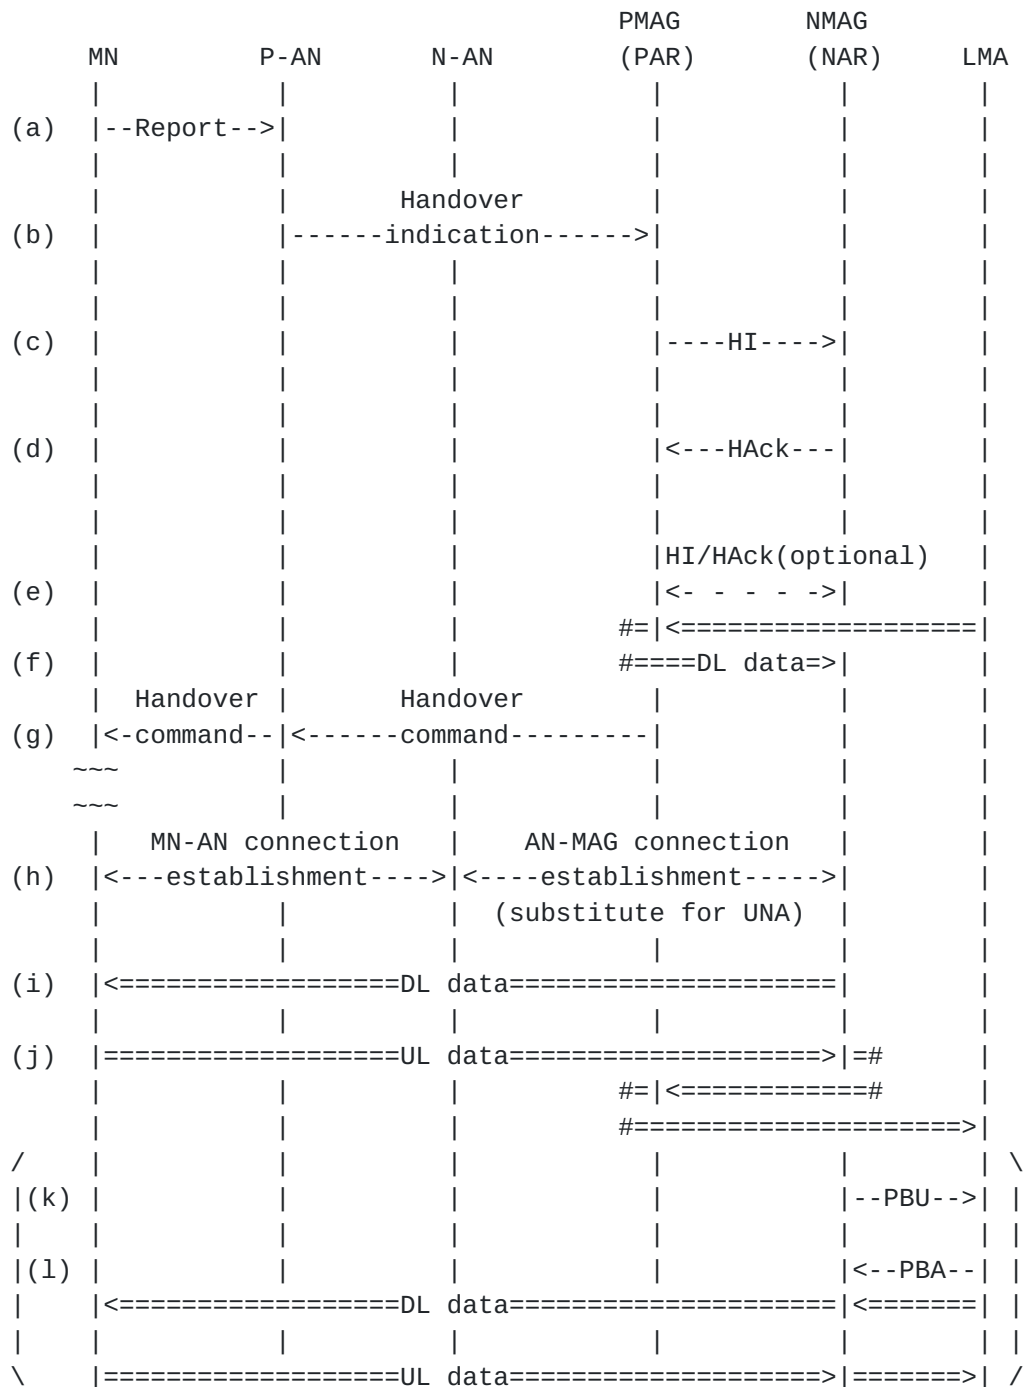 PMAG            NMAG
     MN         P-AN        N-AN         (PAR)       (NAR)     LMA
(a)  |--Report-->|          |            |           |        |
Handover
(b)  |           |------indication------>|           |        |
(c)  |           |          |            |----HI---->|        |
(d)  |           |          |            |<---HAck---|        |
|HI/HAck(optional)   |
(e)  |           |          |            |<- - - - ->|        |
#=|<===================|
(f)  |           |          |          #====DL data=>|        |
|  Handover |       Handover        |           |        |
(g)  |<-command--|<------command---------|           |        |
~~~
~~~
|   MN-AN connection   |    AN-MAG connection   |        |
(h)  |<---establishment---->|<----establishment----->|        |
|           |          |  (substitute for UNA)  |        |
(i)  |<==================DL data=====================|        |
(j)  |===================UL data====================>|=#      |
#=|<============#
#======================>|
/    |           |          |            |           |        | \
|(k) |           |          |            |           |--PBU-->| |
|(l) |           |          |            |           |<--PBA--| |
|    |<==================DL data=====================|<=======| |
\    |===================UL data====================>|=======>| /